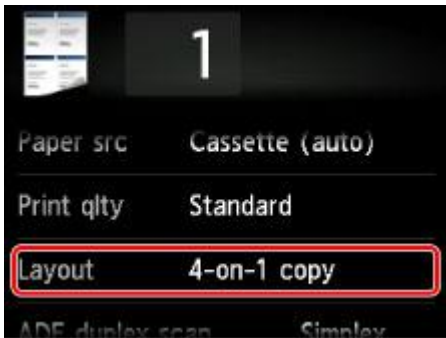 1
Paper src Cassette (auto)
Print qlty Standard
Layout 4-on-1 copy
ADF duplex scan Simplex